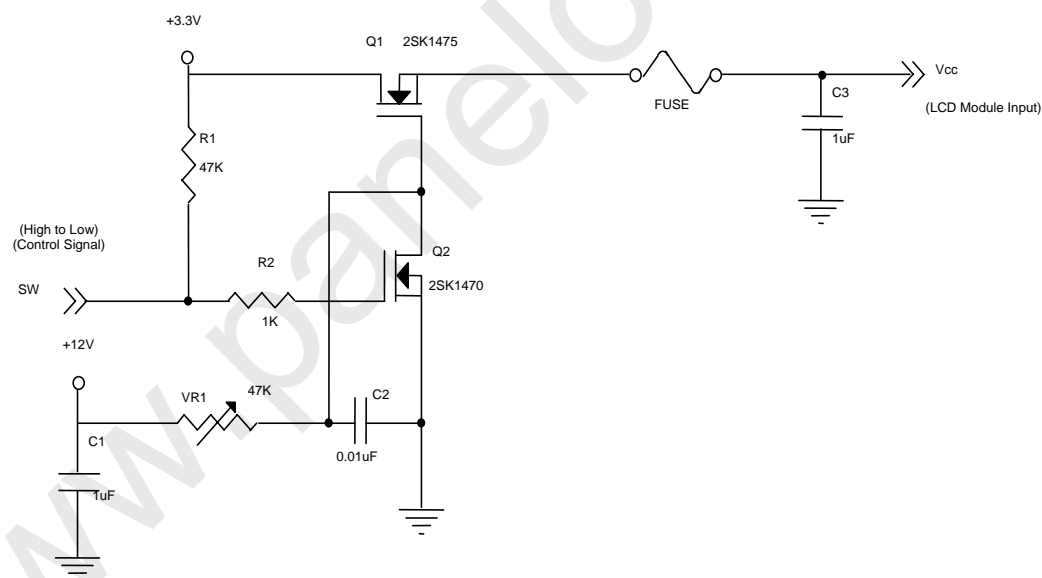 +3.3V
Q1 2SK1475
Vcc
FUSE
C3
(LCD Module Input)
1uF
R1
47K
(High to Low)
(Control Signal)
Q2
R2
2SK1470
SW
1K
+12V
VR1
47K
C2
C1
0.01uF
1uF
www.panelo